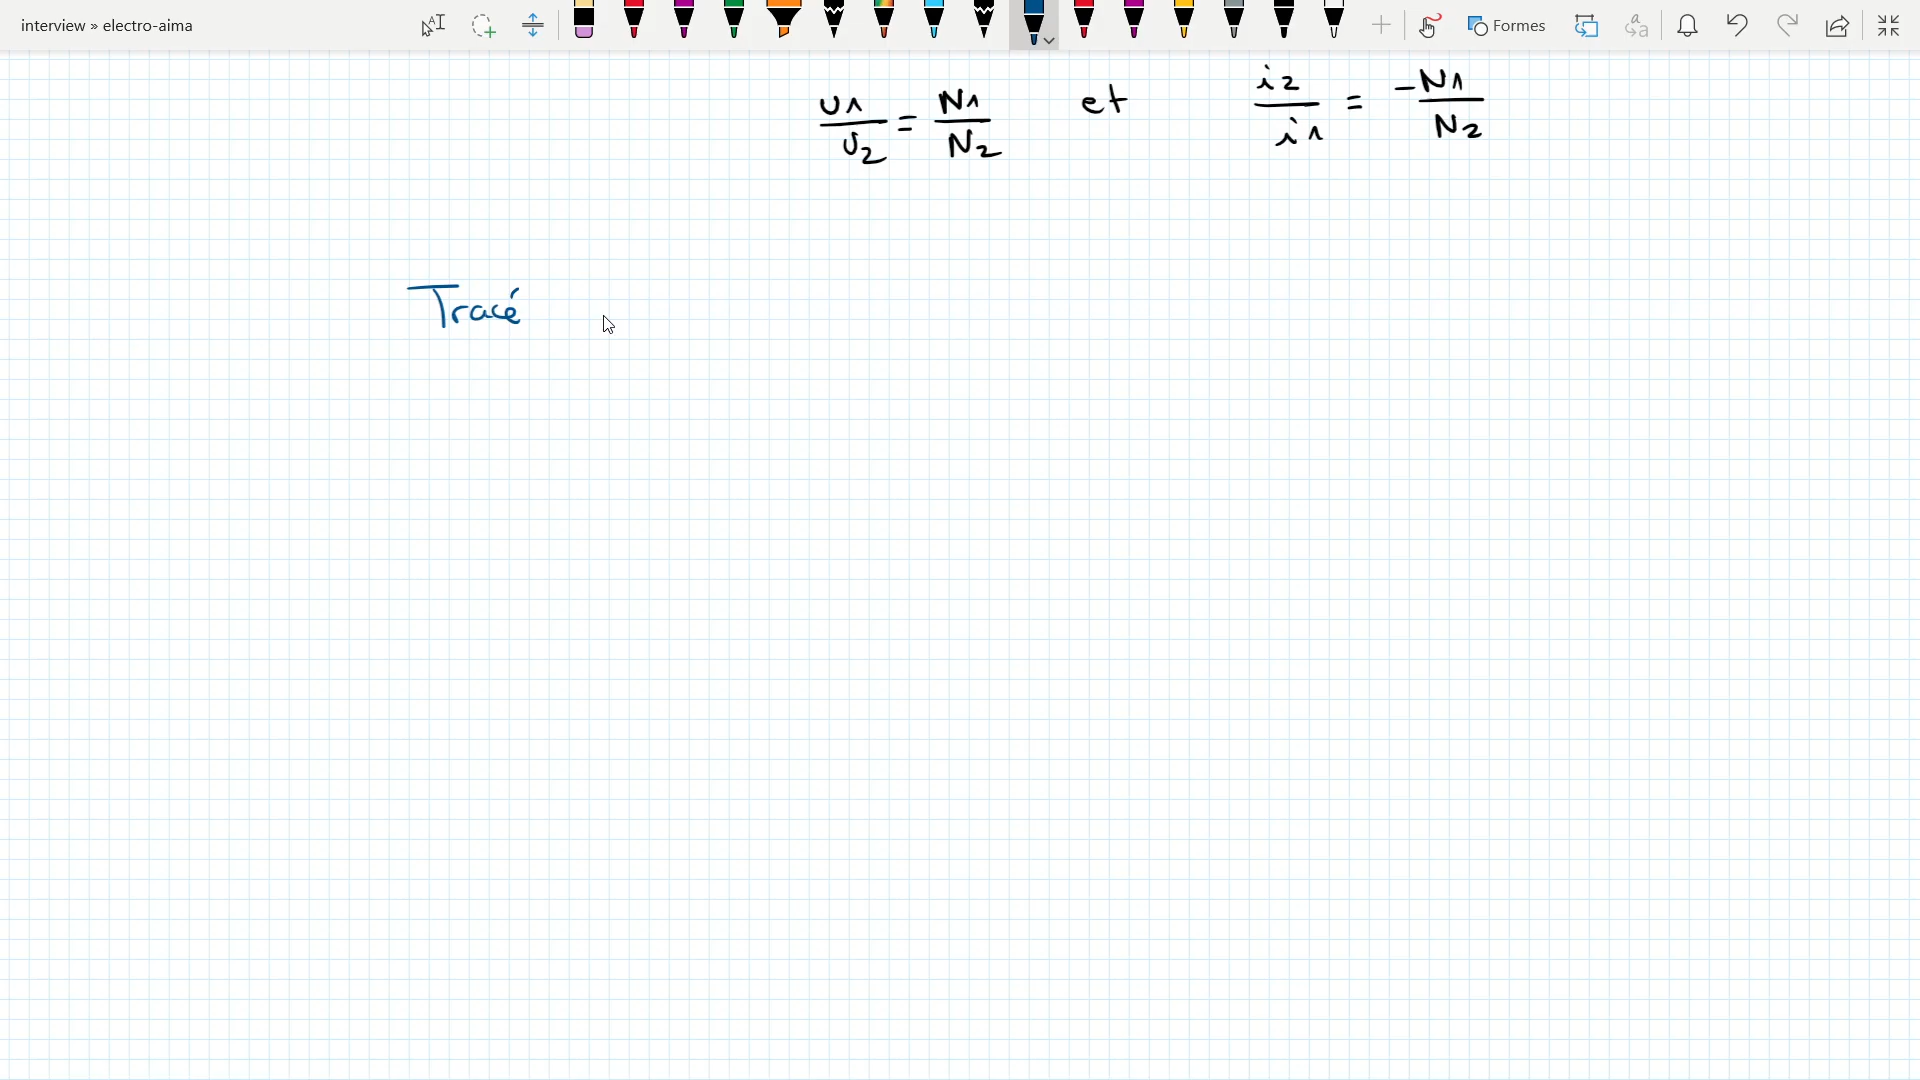 interview » electro-aima
Formes
U1/U2 = N1/N2 et i2/i1 = -N1/N2
Tracé